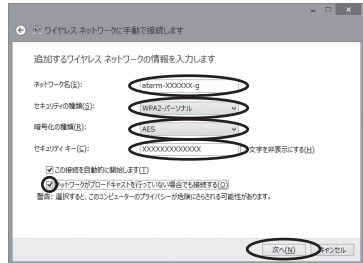 ワイヤレス ネットワークに手動で接続します
追加するワイヤレス ネットワークの情報を入力します
ネットワーク名(E):
aterm-XXXXXX-g
セキュリティの種類(S):
WPA2-パーソナル
暗号化の種類(R):
AES
セキュリティ キー(C):
XXXXXXXXXXXXX
文字を非表示にする(H)
この接続を自動的に開始します(T)
ネットワークがブロードキャストを行っていない場合でも接続する(O)
警告: 選択すると、このコンピューターのプライバシーが危険にさらされる可能性があります。
次へ(N)
キャンセル